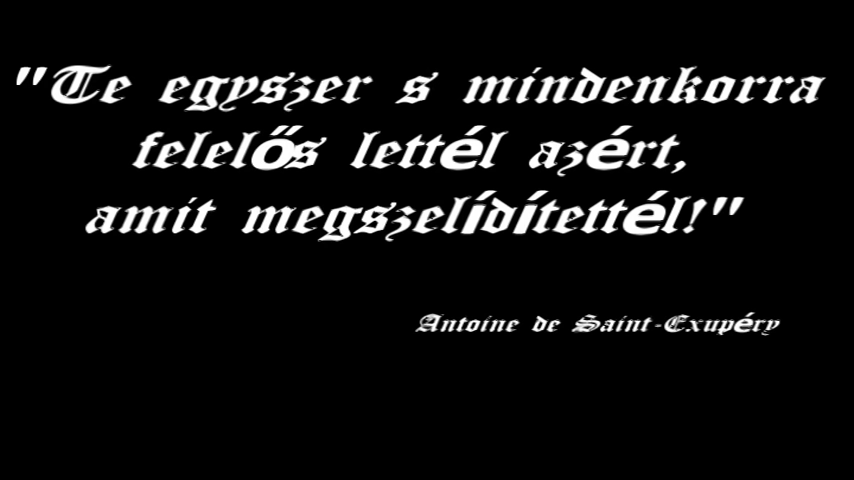 "Te egyszer s mindenkorra
felelős lettél azért,
amit megszelídítettél!"
Antoine de Saint-Exupéry